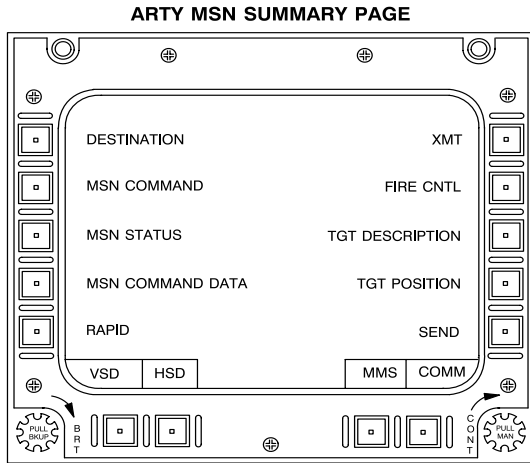 ARTY MSN SUMMARY PAGE
DESTINATION XMT
MSN COMMAND FIRE CNTL
MSN STATUS TGT DESCRIPTION
MSN COMMAND DATA TGT POSITION
RAPID SEND
VSD HSD MMS COMM
PULL BKUP
BRT
CONT
PULL MAN